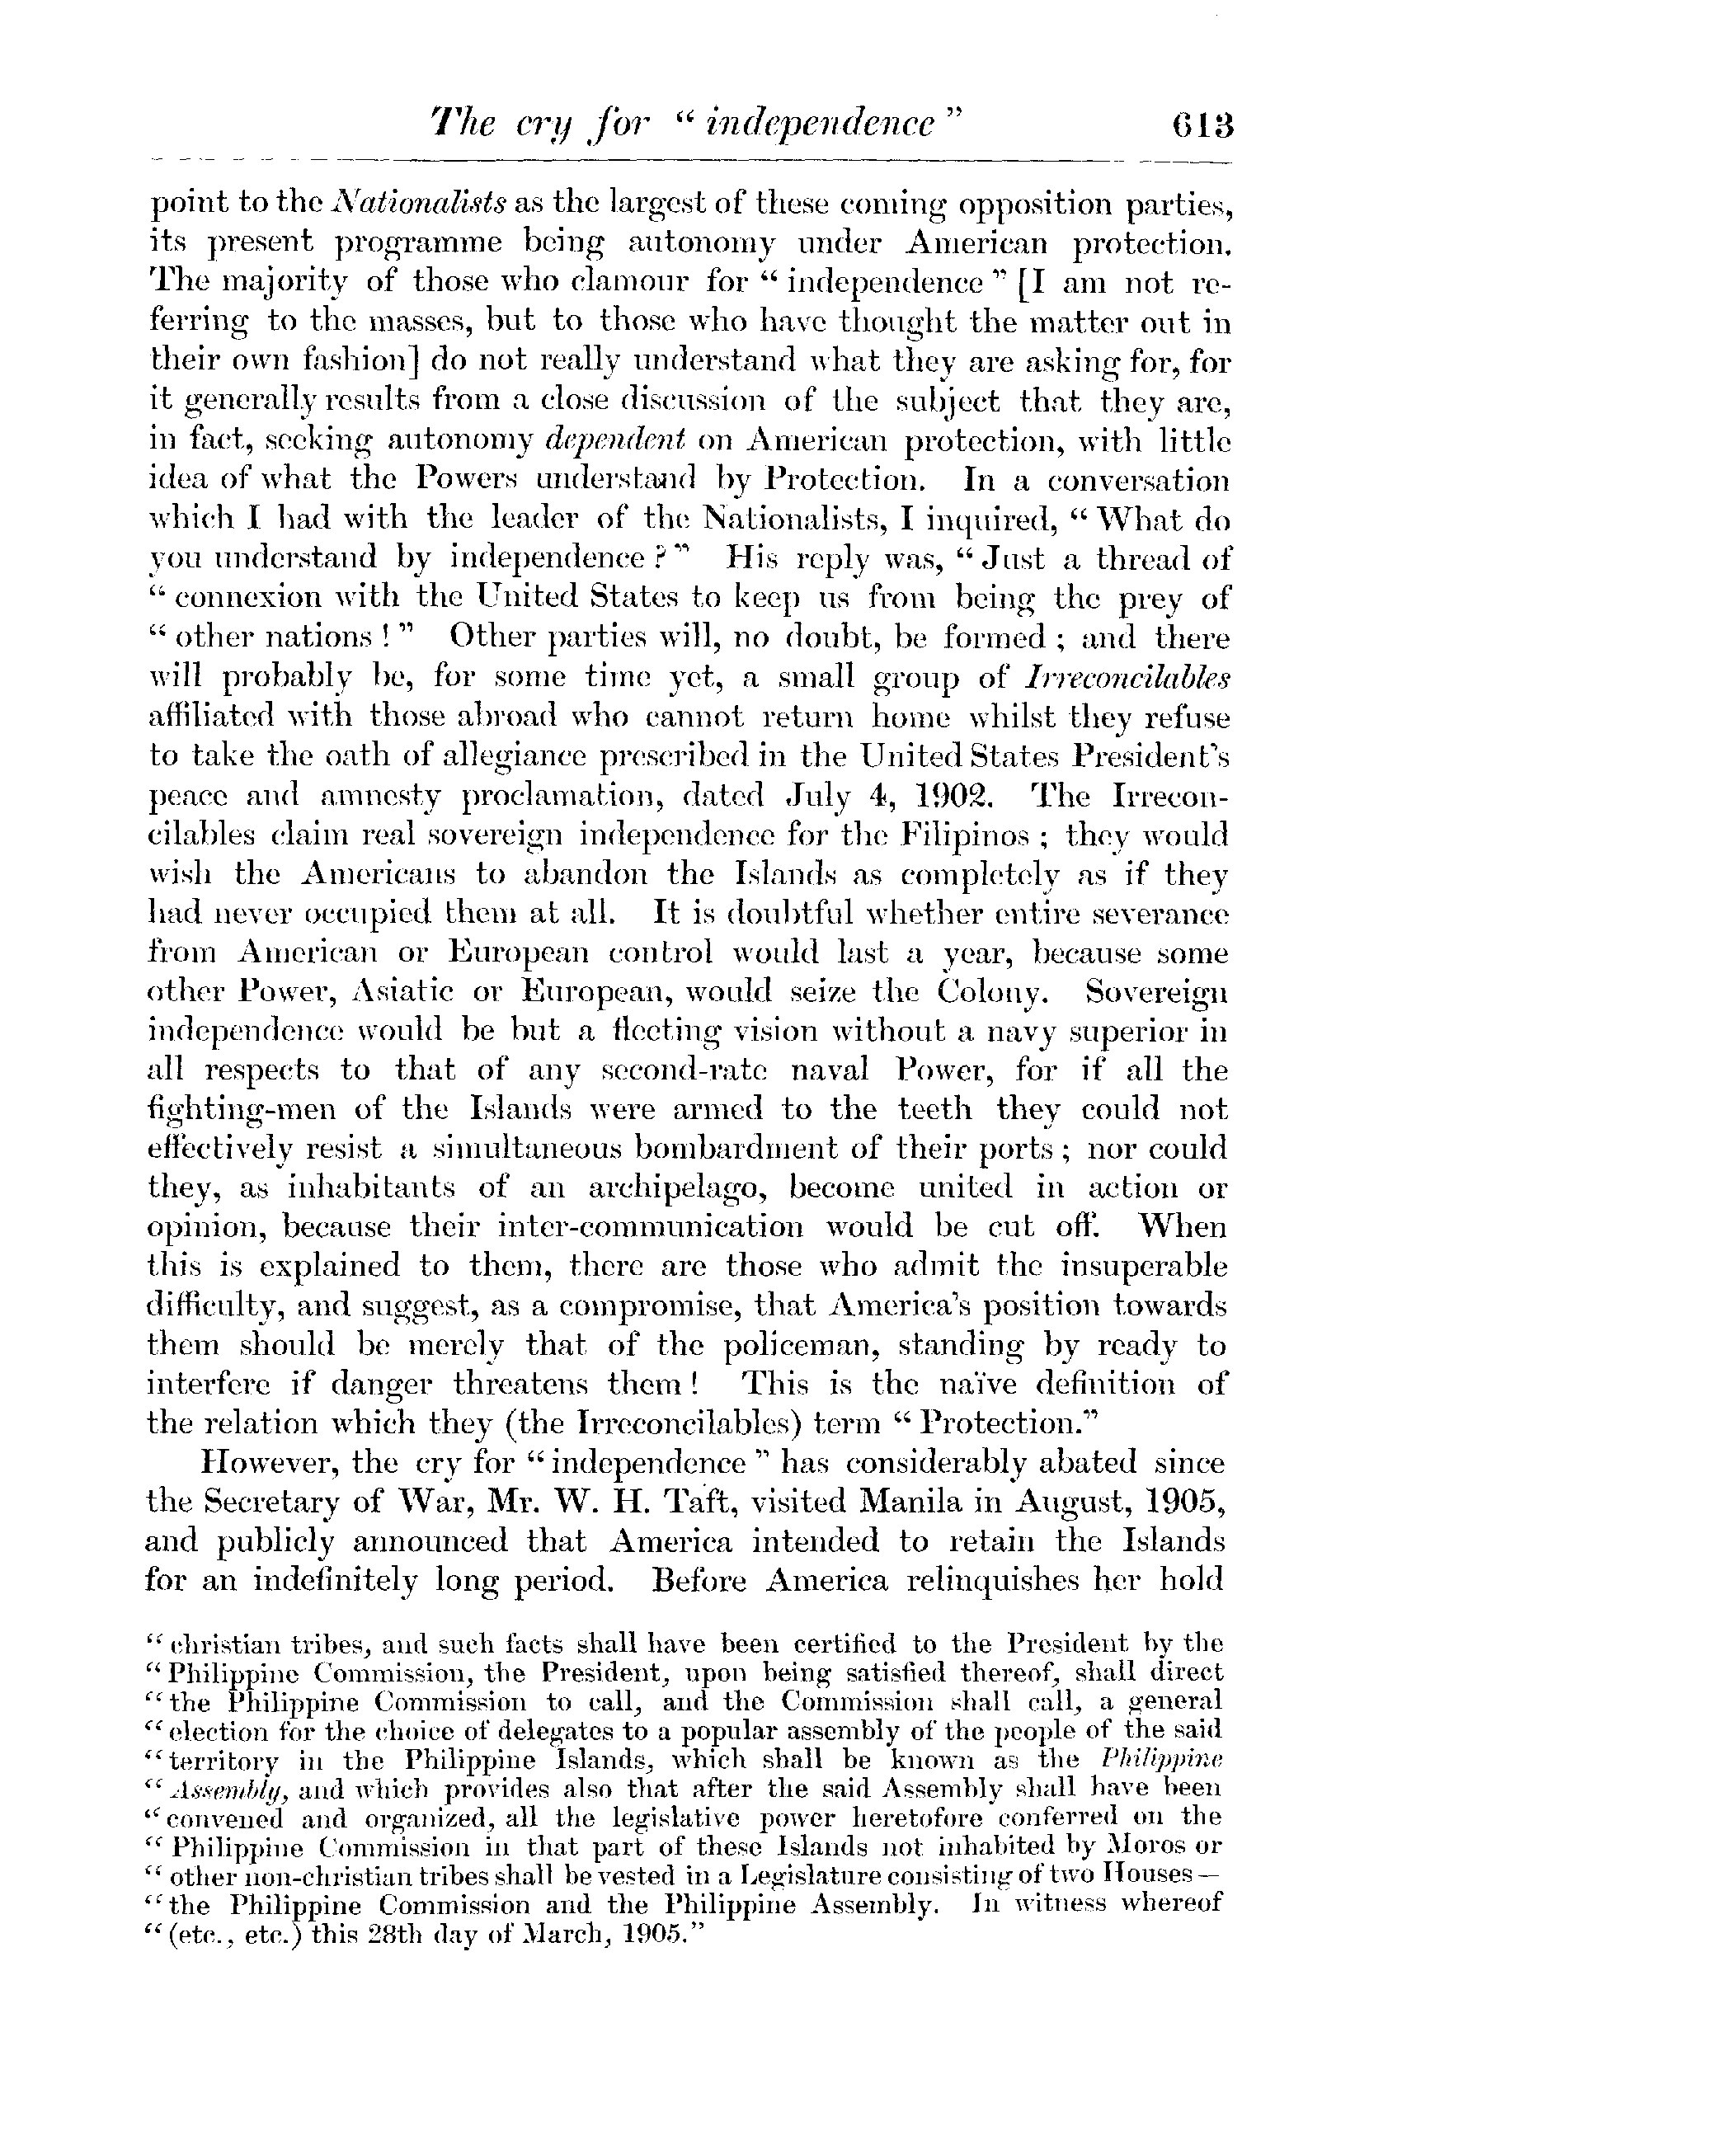 The cry for “ independence ” 613
point to the Nationalists as the largest of these coming opposition parties,
its present programme being autonomy under American protection.
The majority of those who clamour for “ independence ” [I am not re-
ferring to the masses, but to those who have thought the matter out in
their own fashion] do not really understand what they are asking for, for
it generally results from a close discussion of the subject that they are,
in fact, seeking autonomy dependent on American protection, with little
idea of what the Powers understand by Protection. In a conversation
which I had with the leader of the Nationalists, I inquired, “ What do
you understand by independence ? ” His reply was, “ Just a thread of
“ connexion with the United States to keep us from being the prey of
“ other nations ! ” Other parties will, no doubt, be formed ; and there
will probably be, for some time yet, a small group of Irreconcilables
affiliated with those abroad who cannot return home whilst they refuse
to take the oath of allegiance prescribed in the United States President's
peace and amnesty proclamation, dated July 4, 1902. The Irrecon-
cilables claim real sovereign independence for the Filipinos ; they would
wish the Americans to abandon the Islands as completely as if they
had never occupied them at all. It is doubtful whether entire severance
from American or European control would last a year, because some
other Power, Asiatic or European, would seize the Colony. Sovereign
independence would be but a fleeting vision without a navy superior in
all respects to that of any second-rate naval Power, for if all the
fighting-men of the Islands were armed to the teeth they could not
effectively resist a simultaneous bombardment of their ports ; nor could
they, as inhabitants of an archipelago, become united in action or
opinion, because their inter-communication would be cut off. When
this is explained to them, there are those who admit the insuperable
difficulty, and suggest, as a compromise, that America's position towards
them should be merely that of the policeman, standing by ready to
interfere if danger threatens them ! This is the naïve definition of
the relation which they (the Irreconcilables) term “ Protection.”
However, the cry for “ independence ” has considerably abated since
the Secretary of War, Mr. W. H. Taft, visited Manila in August, 1905,
and publicly announced that America intended to retain the Islands
for an indefinitely long period. Before America relinquishes her hold
“ christian tribes, and such facts shall have been certified to the President by the
“ Philippine Commission, the President, upon being satisfied thereof, shall direct
“ the Philippine Commission to call, and the Commission shall call, a general
“ election for the choice of delegates to a popular assembly of the people of the said
“ territory in the Philippine Islands, which shall be known as the Philippine
“ Assembly, and which provides also that after the said Assembly shall have been
“ convened and organized, all the legislative power heretofore conferred on the
“ Philippine Commission in that part of these Islands not inhabited by Moros or
“ other non-christian tribes shall be vested in a Legislature consisting of two Houses—
“ the Philippine Commission and the Philippine Assembly. In witness whereof
“ (etc., etc.) this 28th day of March, 1905.”